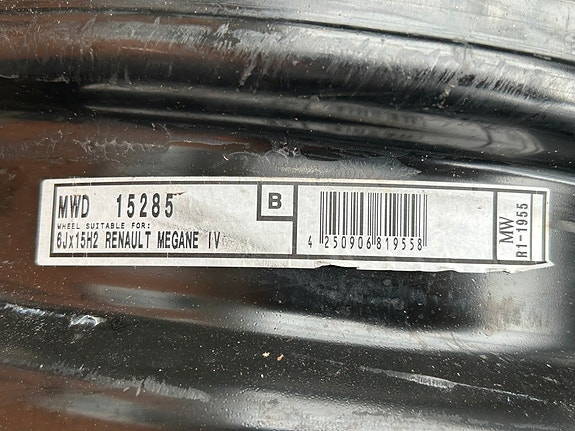 MWD 15285
B
WHEEL SUITABLE FOR:
6Jx15H2 RENAULT MEGANE IV
4 250906 819558
MW
R1-1955